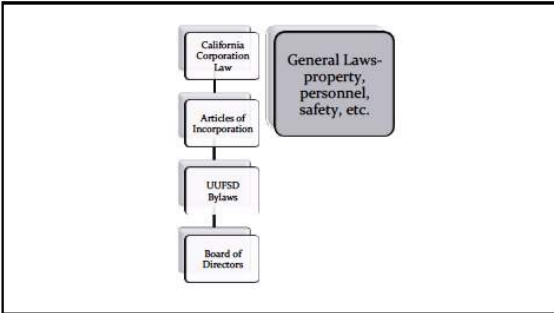 California
Corporation
Law
General Laws-
property,
personnel,
safety, etc.
Articles of
Incorporation
UUFSD
Bylaws
Board of
Directors